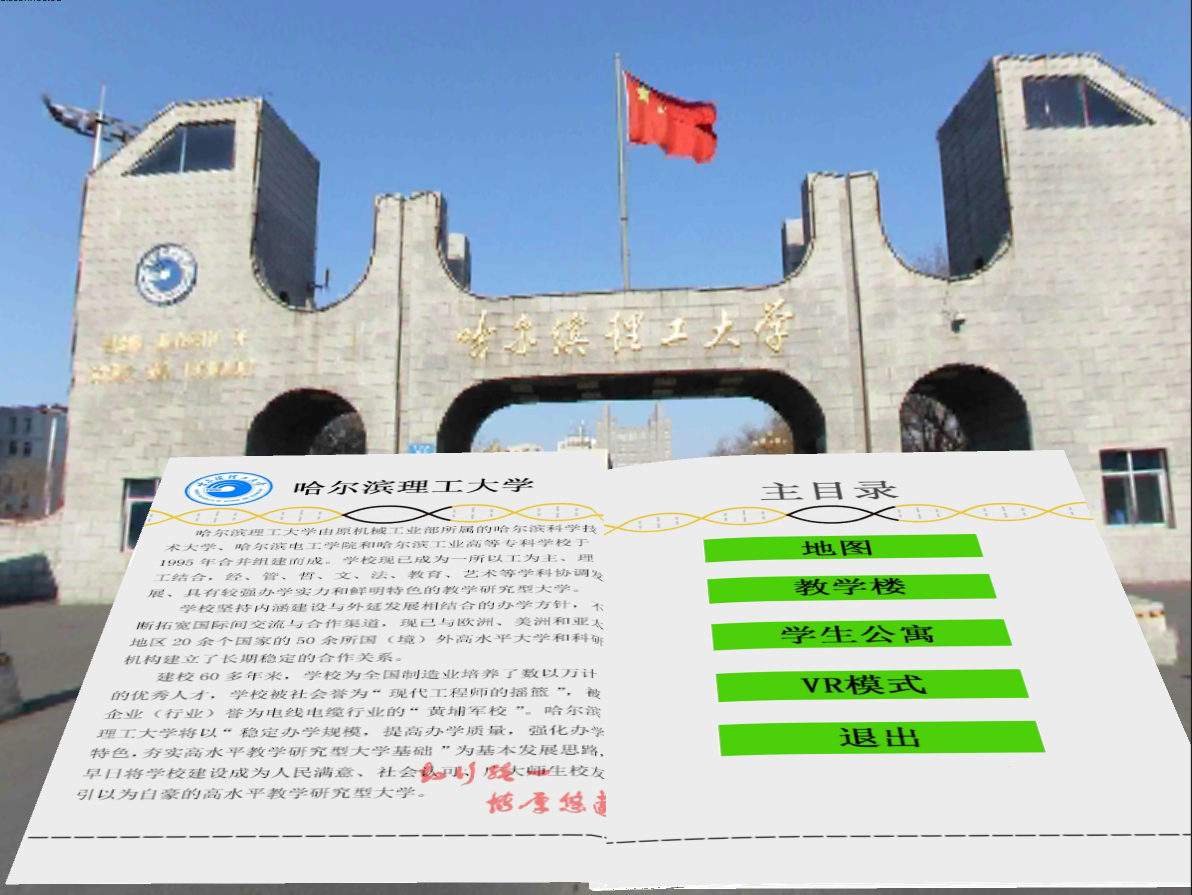 哈尔滨理工大学
哈尔滨理工大学
哈尔滨理工大学由原机械工业部所属的哈尔滨科学技
术大学、哈尔滨电工学院和哈尔滨工业高等专科学校于
1995 年合并组建而成。学校现已成为一所以工为主、理
工结合，经、管、哲、文、法、教育、艺术等学科协调发
展、具有较强办学实力和鲜明特色的教学研究型大学。
学校坚持内涵建设与外延发展相结合的办学方针，不
断拓宽国际间交流与合作渠道，现已与欧洲、美洲和亚太
地区 20 余个国家的 50 余所国（境）外高水平大学和科研
机构建立了长期稳定的合作关系。
建校 60 多年来，学校为全国制造业培养了数以万计
的优秀人才，学校被社会誉为“ 现代工程师的摇篮 ”，被
企业（行业）誉为电线电缆行业的“ 黄埔军校 ”。哈尔滨
理工大学将以“ 稳定办学规模，提高办学质量，强化办学
特色，夯实高水平教学研究型大学基础 ”为基本发展思路，
早日将学校建设成为人民满意、社会认可、广大师生校友
引以为自豪的高水平教学研究型大学。
主目录
地图
教学楼
学生公寓
VR模式
退出